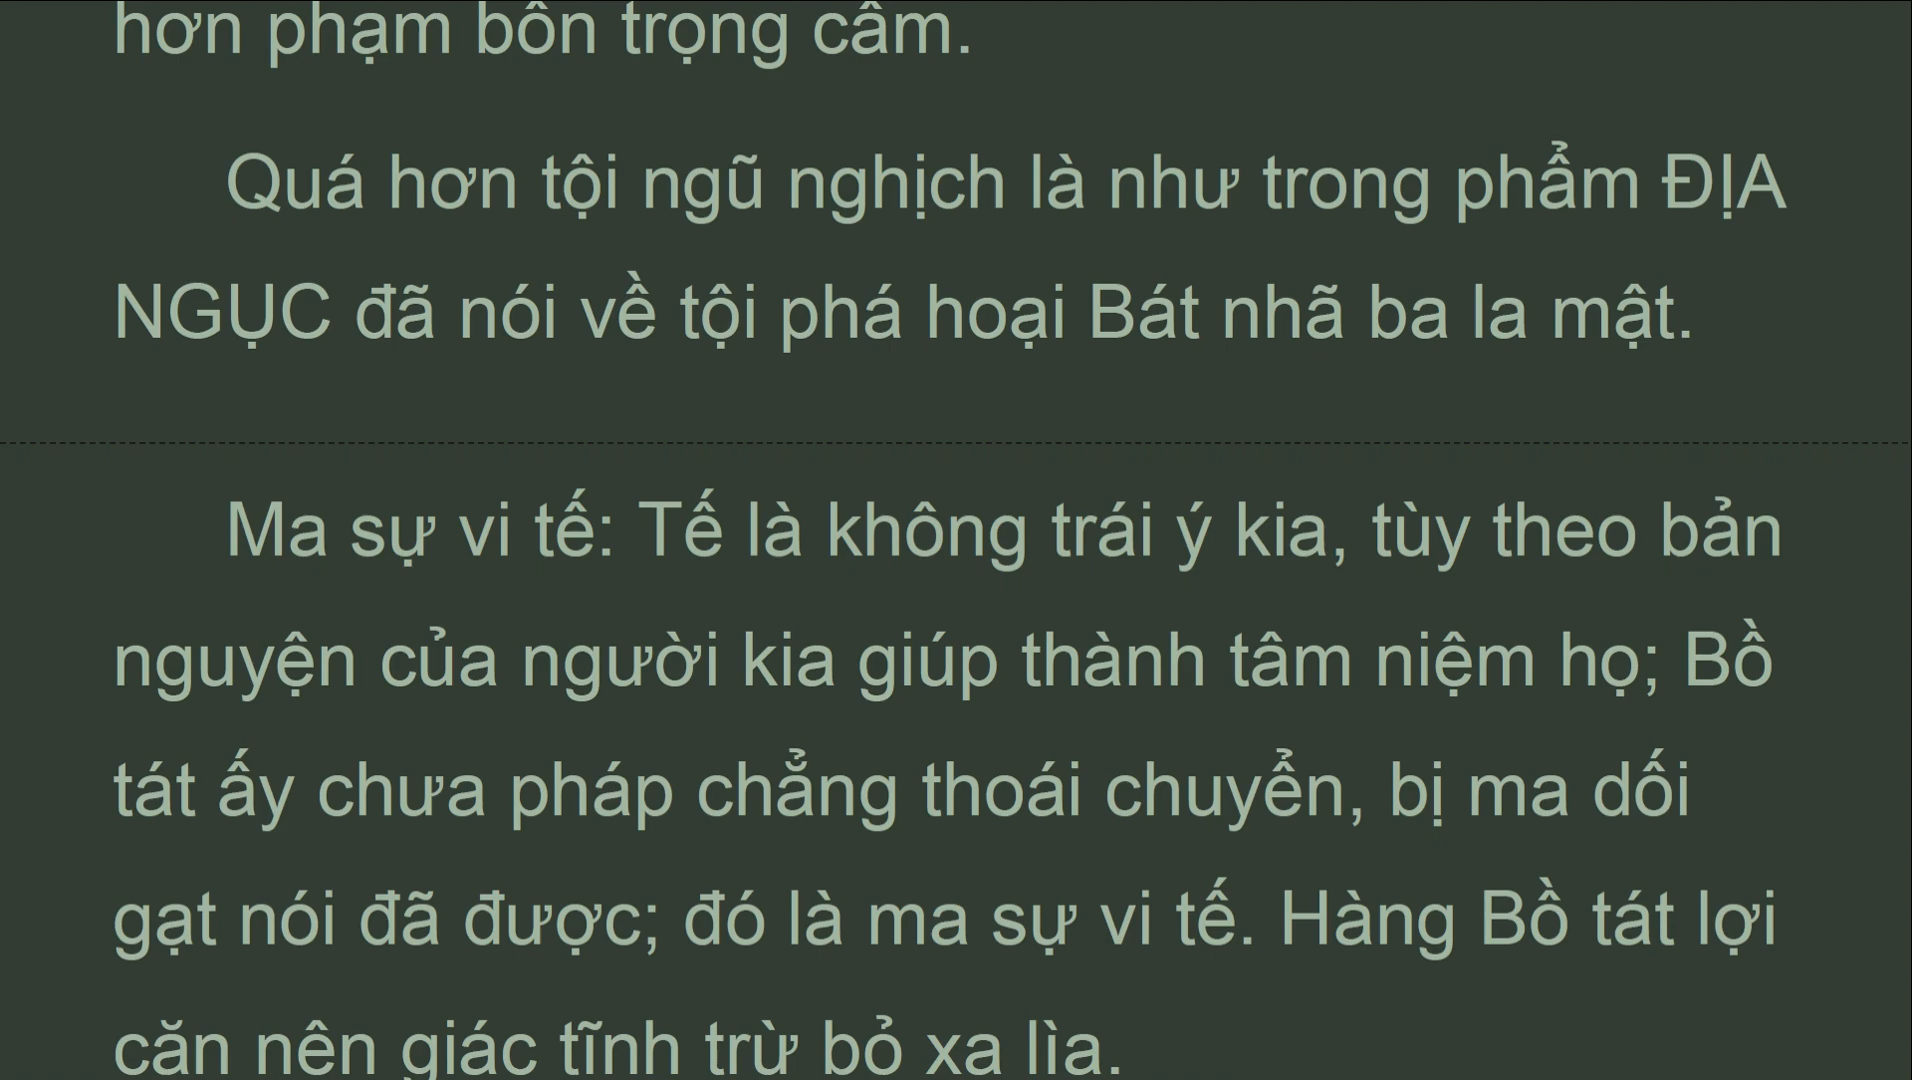 hơn phạm bốn trọng cấm.
Quá hơn tội ngũ nghịch là như trong phẩm ĐỊA
NGỤC đã nói về tội phá hoại Bát nhã ba la mật.
Ma sự vi tế: Tế là không trái ý kia, tùy theo bản
nguyện của người kia giúp thành tâm niệm họ; Bồ
tát ấy chưa pháp chẳng thoái chuyển, bị ma dối
gạt nói đã được; đó là ma sự vi tế. Hàng Bồ tát lợi
căn nên giác tĩnh trừ bỏ xa lìa.